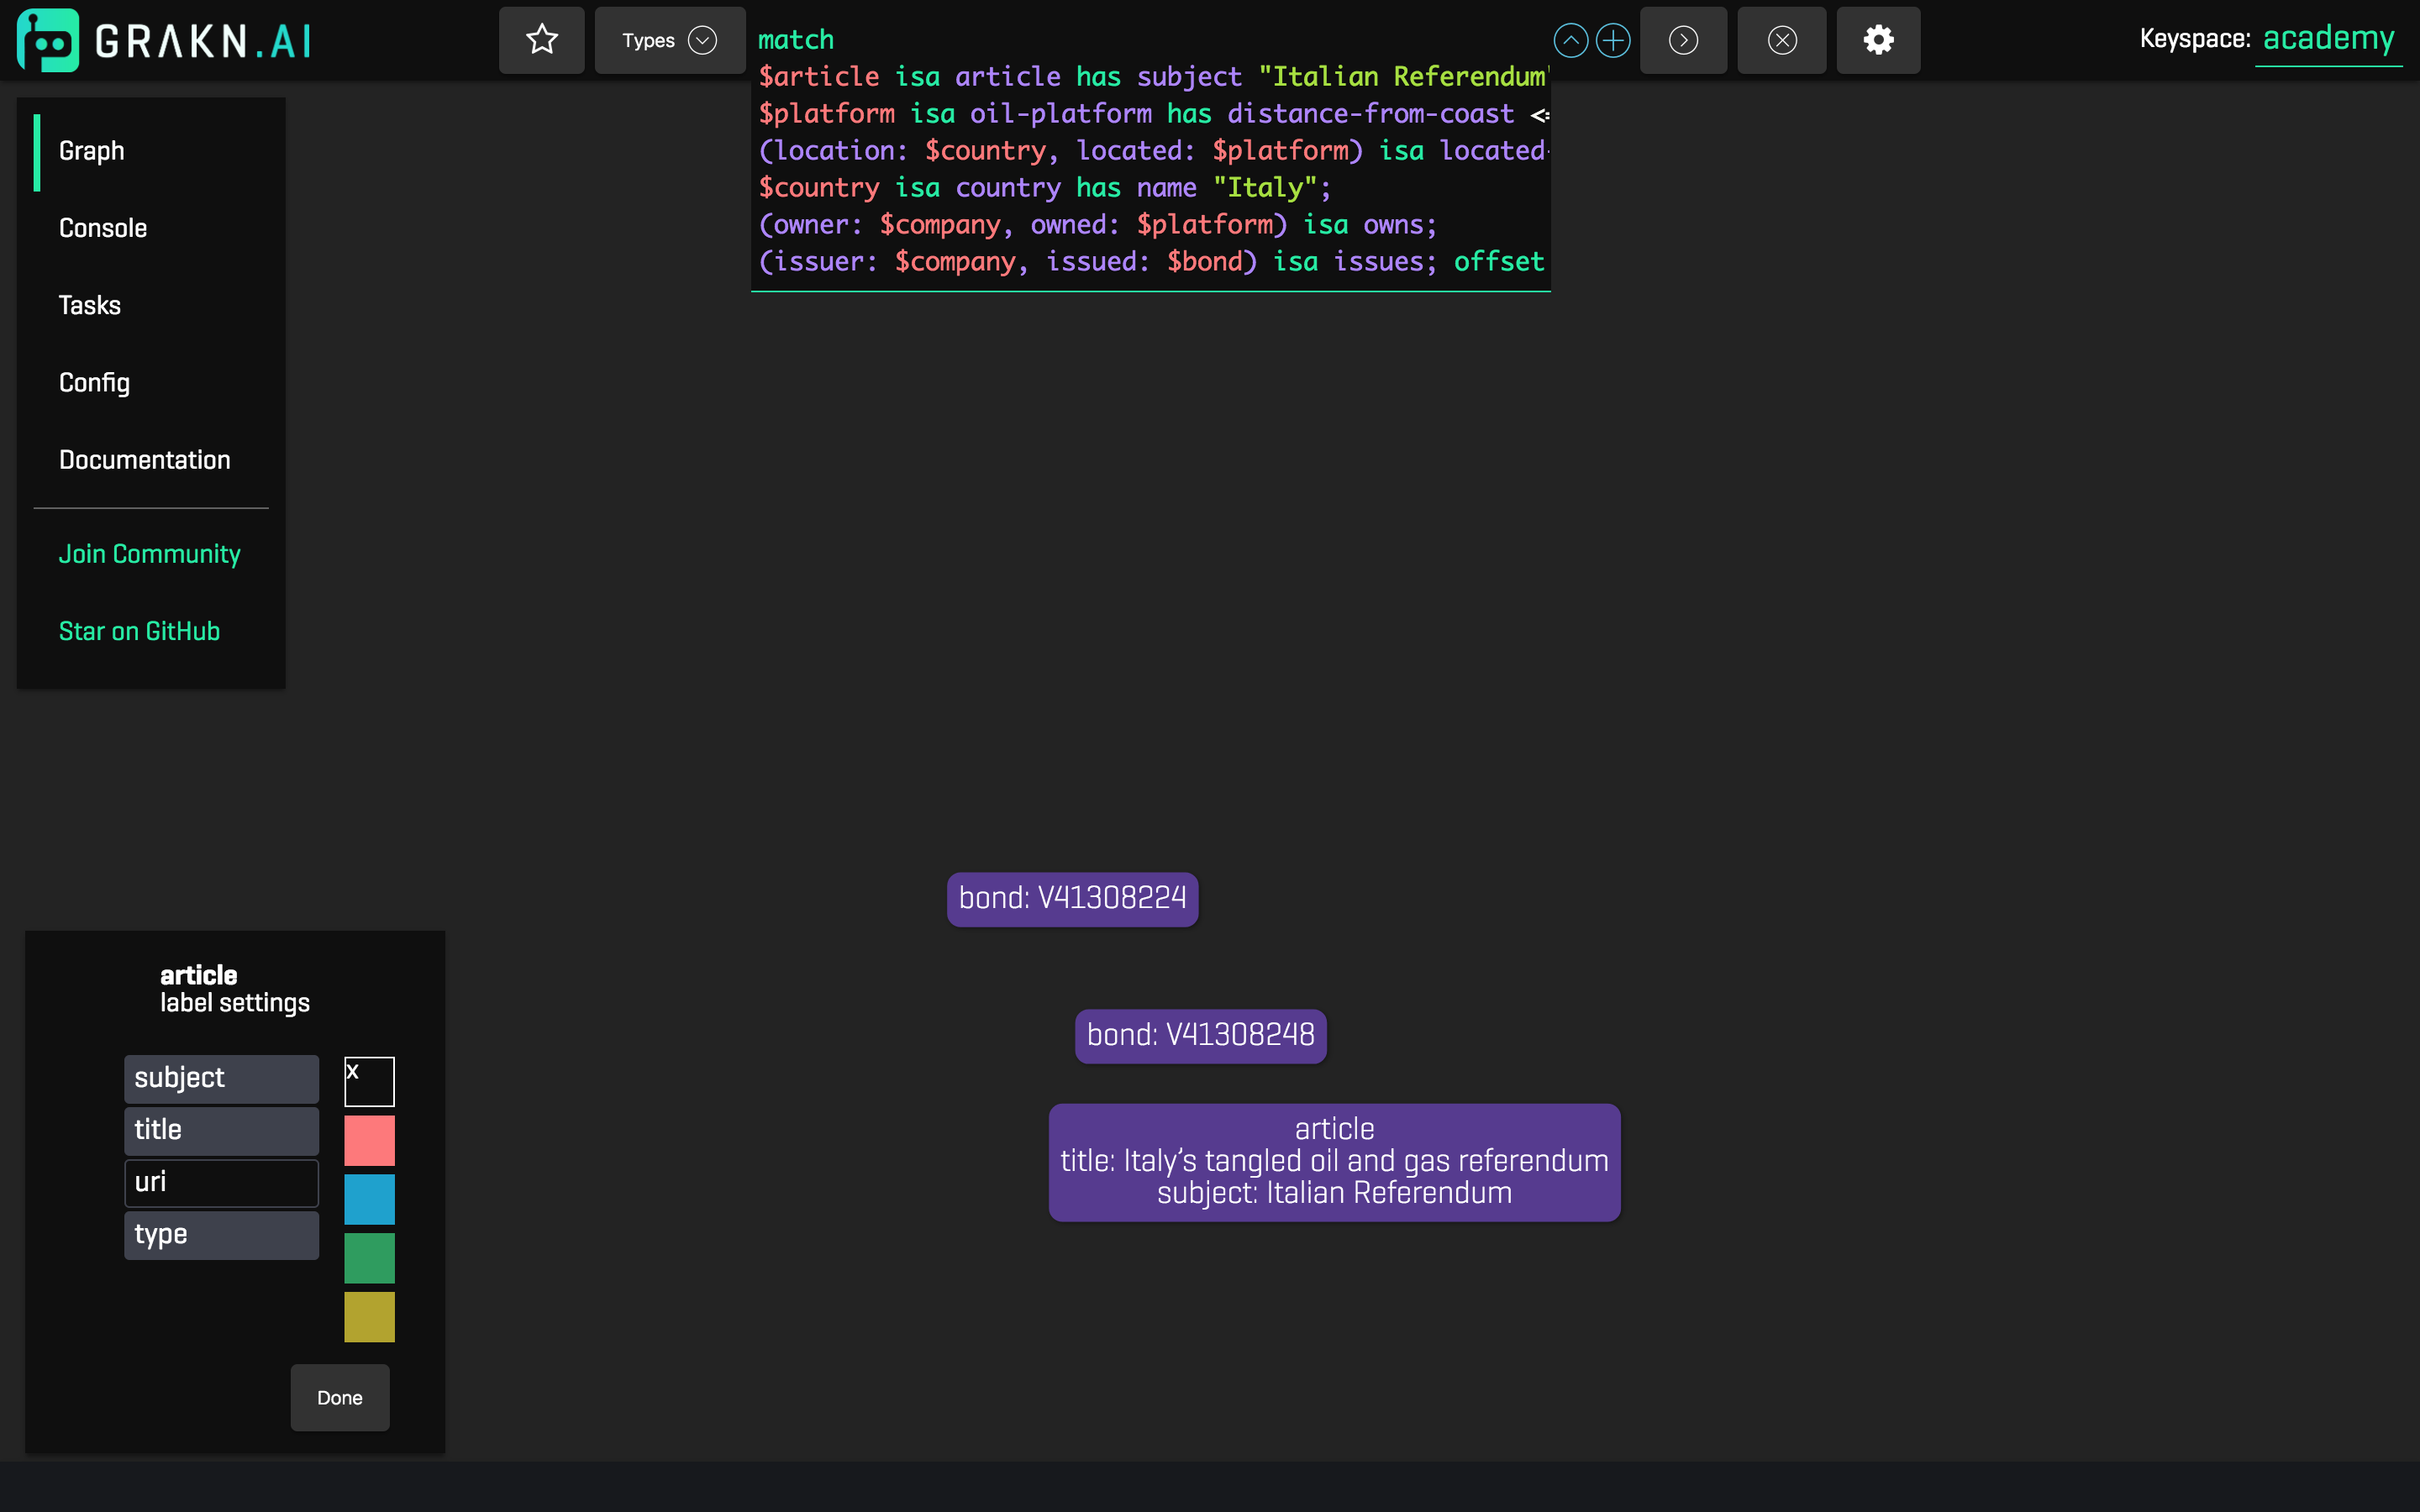 GRAKN.AI
Types
match
$article isa article has subject "Italian Referendum"
$platform isa oil-platform has distance-from-coast <=
(location: $country, located: $platform) isa located-
$country isa country has name "Italy";
(owner: $company, owned: $platform) isa owns;
(issuer: $company, issued: $bond) isa issues; offset
Keyspace: academy
Graph
Console
Tasks
Config
Documentation
Join Community
Star on GitHub
bond: V41308224
bond: V41308248
article
title: Italy’s tangled oil and gas referendum
subject: Italian Referendum
article
label settings
subject
title
uri
type
x
Done